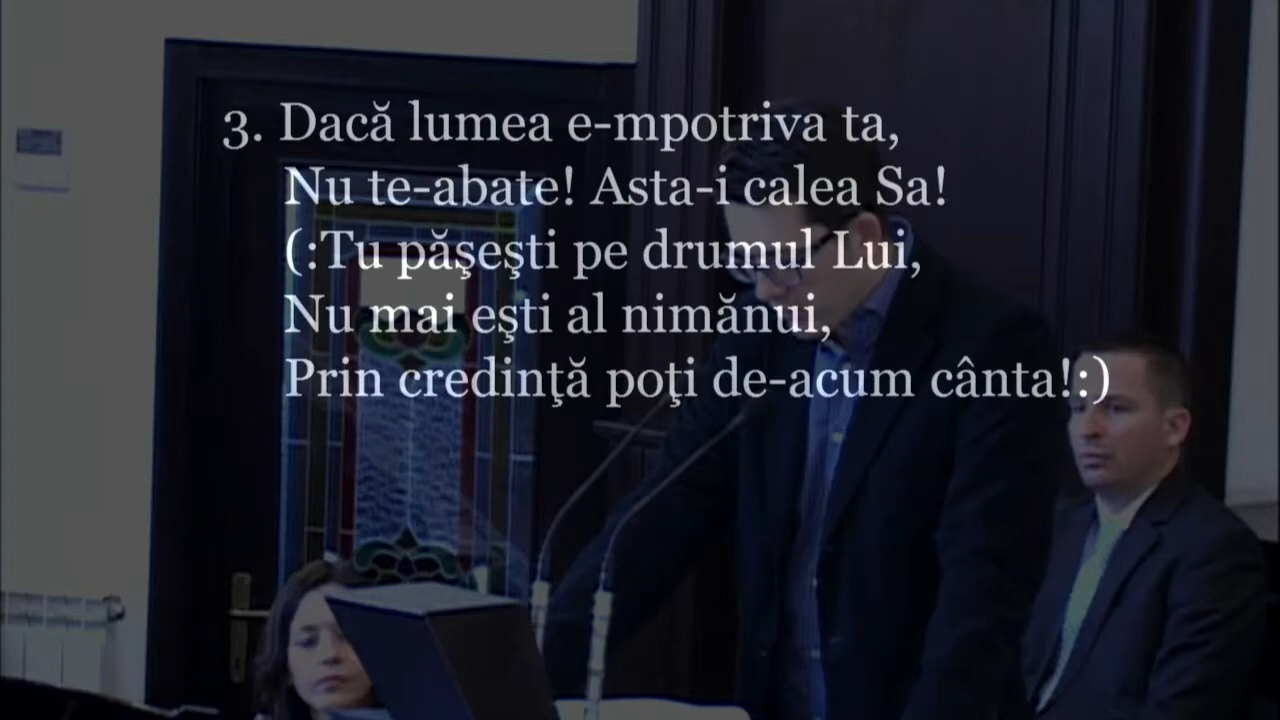 3. Dacă lumea e-mpotriva ta,
Nu te-abate! Asta-i calea Sa!
(:Tu păşeşti pe drumul Lui,
Nu mai eşti al nimănui,
Prin credinţă poţi de-acum cânta!:)